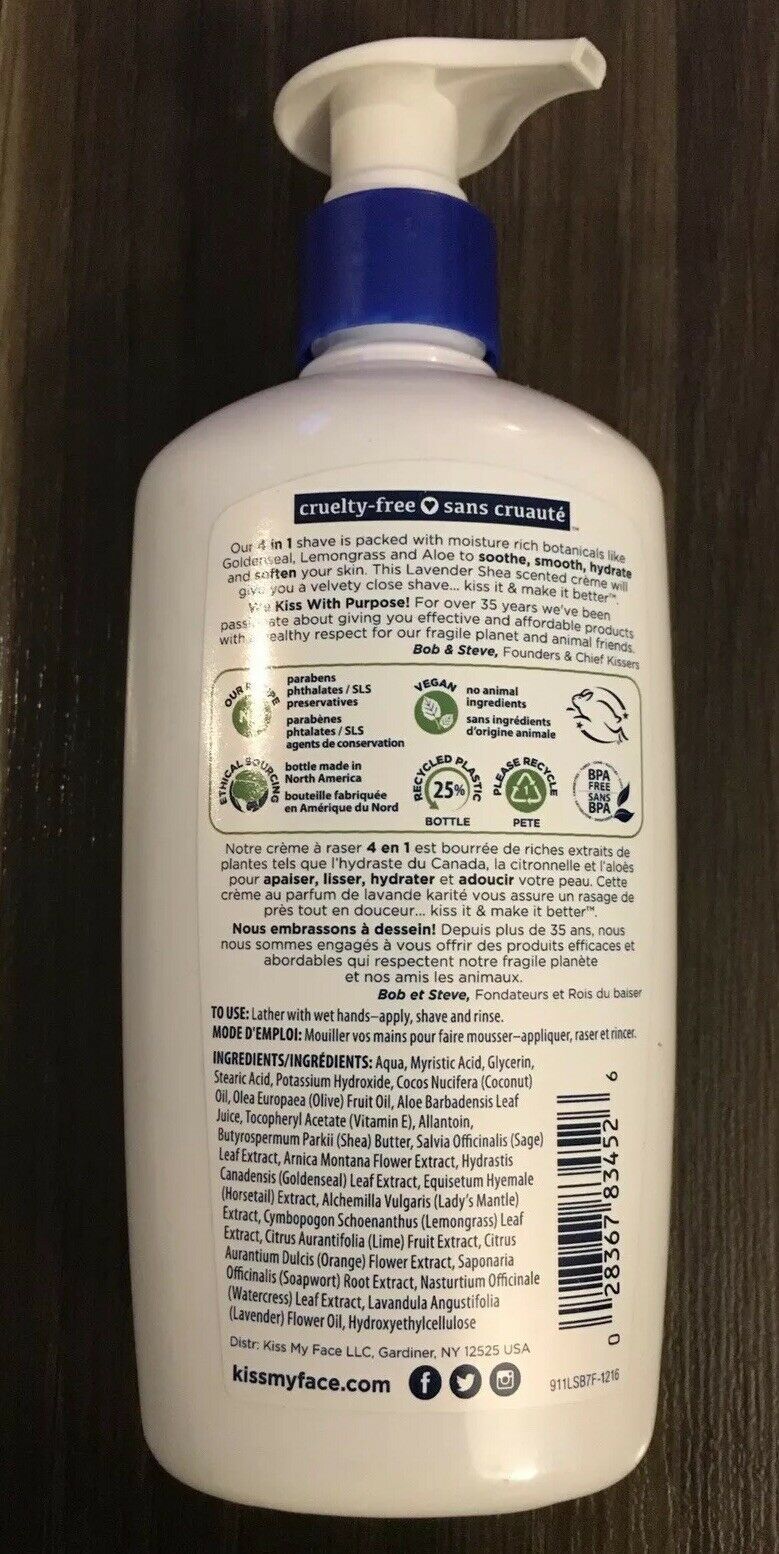 cruelty-free sans cruauté™
Our 4 in 1 shave is packed with moisture rich botanicals like
Goldenseal, Lemongrass and Aloe to soothe, smooth, hydrate
and soften your skin. This Lavender Shea scented crème will
give you a velvety close shave... kiss it & make it better™.
We Kiss With Purpose! For over 35 years we've been
passionate about giving you effective and affordable products
with healthy respect for our fragile planet and animal friends.
Bob & Steve, Founders & Chief Kissers
OUR
parabens
phthalates / SLS
preservatives
parabènes
phtalates / SLS
agents de conservation
VEGAN
no animal
ingredients
sans ingrédients
d'origine animale
ETHICAL SOURCING
bottle made in
North America
bouteille fabriquée
en Amérique du Nord
RECYCLED PLASTIC
25%
BOTTLE
PLEASE RECYCLE
1
PETE
BPA
FREE
SANS
BPA
Notre crème à raser 4 en 1 est bourrée de riches extraits de
plantes tels que l'hydraste du Canada, la citronnelle et l'aloès
pour apaiser, lisser, hydrater et adoucir votre peau. Cette
crème au parfum de lavande karité vous assure un rasage de
près tout en douceur... kiss it & make it better™.
Nous embrassons à dessein! Depuis plus de 35 ans, nous
nous sommes engagés à vous offrir des produits efficaces et
abordables qui respectent notre fragile planète
et nos amis les animaux.
Bob et Steve, Fondateurs et Rois du baiser
TO USE: Lather with wet hands–apply, shave and rinse.
MODE D'EMPLOI: Mouiller vos mains pour faire mousser–appliquer, raser et rincer.
INGREDIENTS/INGRÉDIENTS: Aqua, Myristic Acid, Glycerin,
Stearic Acid, Potassium Hydroxide, Cocos Nucifera (Coconut)
Oil, Olea Europaea (Olive) Fruit Oil, Aloe Barbadensis Leaf
Juice, Tocopheryl Acetate (Vitamin E), Allantoin,
Butyrospermum Parkii (Shea) Butter, Salvia Officinalis (Sage)
Leaf Extract, Arnica Montana Flower Extract, Hydrastis
Canadensis (Goldenseal) Leaf Extract, Equisetum Hyemale
(Horsetail) Extract, Alchemilla Vulgaris (Lady's Mantle)
Extract, Cymbopogon Schoenanthus (Lemongrass) Leaf
Extract, Citrus Aurantifolia (Lime) Fruit Extract, Citrus
Aurantium Dulcis (Orange) Flower Extract, Saponaria
Officinalis (Soapwort) Root Extract, Nasturtium Officinale
(Watercress) Leaf Extract, Lavandula Angustifolia
(Lavender) Flower Oil, Hydroxyethylcellulose
0 28367 83452 6
Distr: Kiss My Face LLC, Gardiner, NY 12525 USA
kissmyface.com
911LSB7F-1216